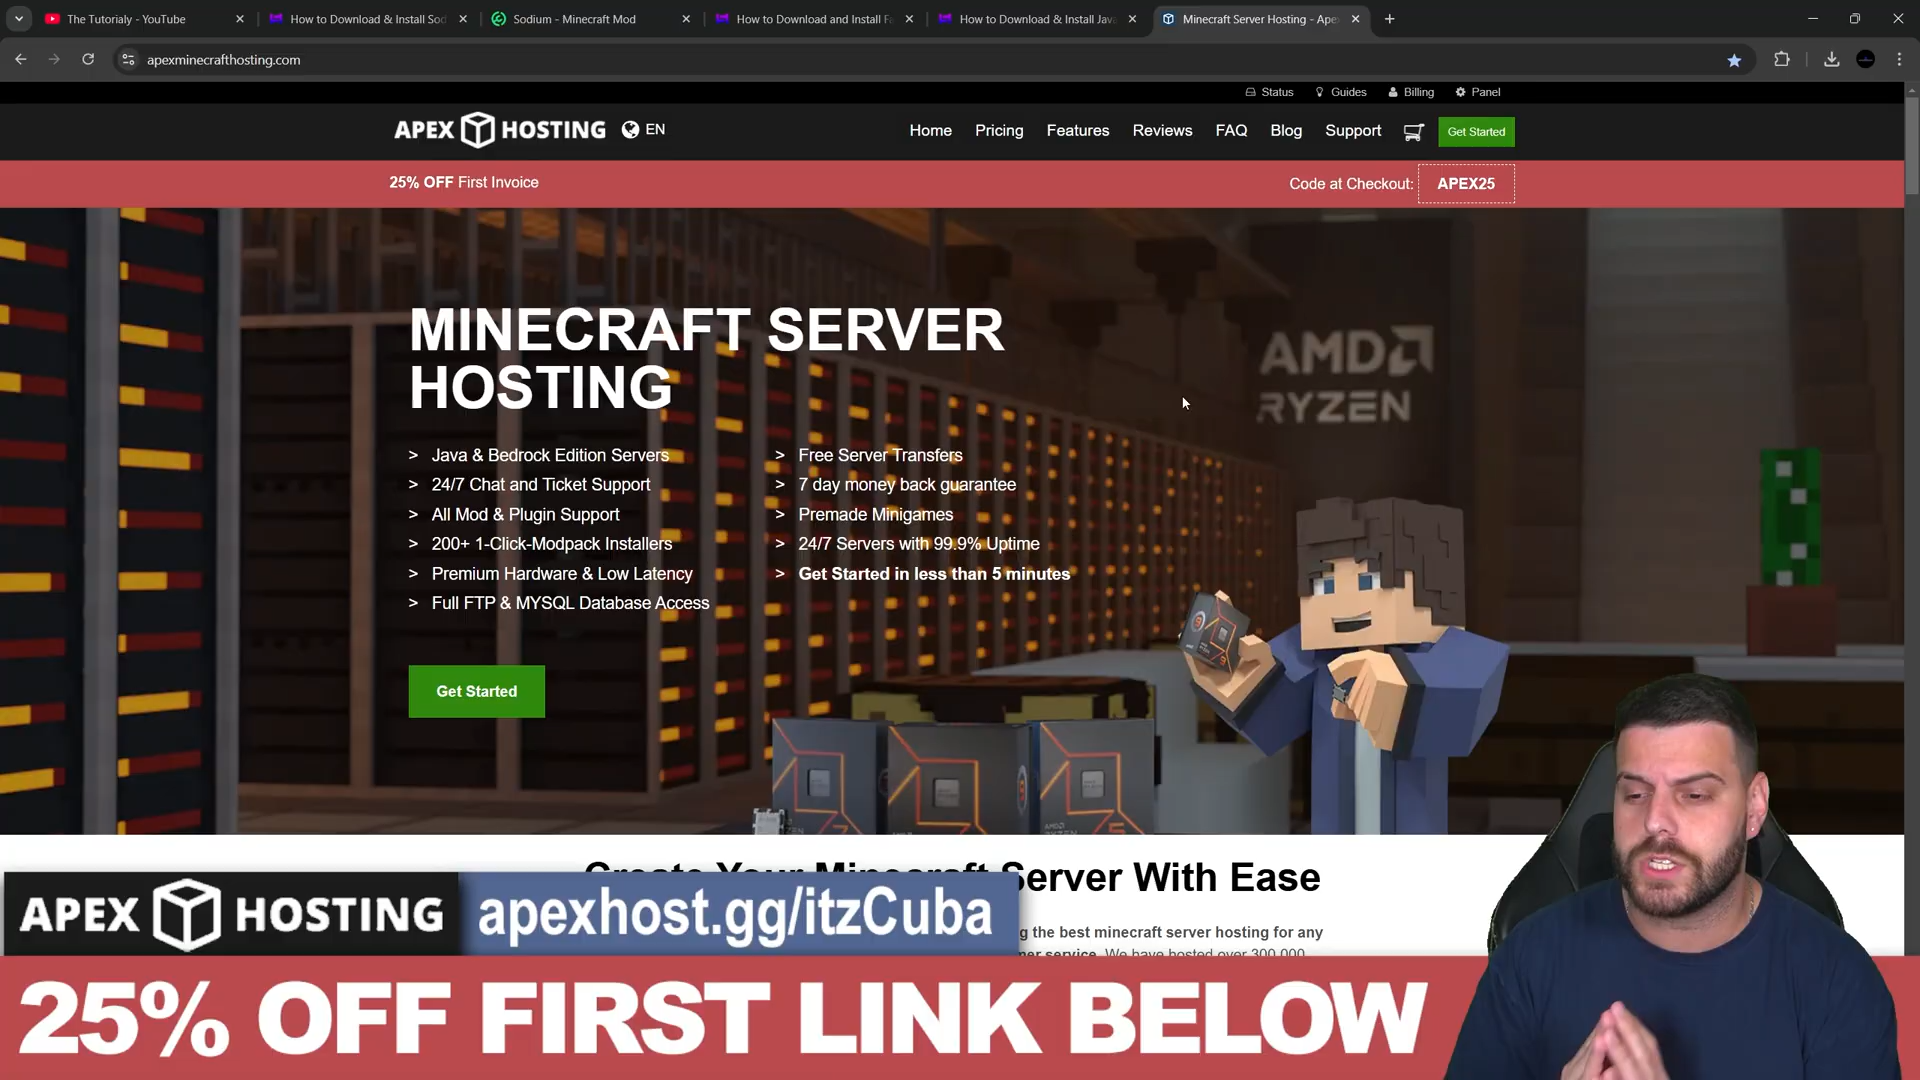 The Tutorialy - YouTube
How to Download & Install Sod
Sodium - Minecraft Mod
How to Download and Install F
How to Download & Install Java
Minecraft Server Hosting - Ape
apexminecrafthosting.com
Status
Guides
Billing
Panel
APEX HOSTING
EN
Home
Pricing
Features
Reviews
FAQ
Blog
Support
Get Started
25% OFF First Invoice
Code at Checkout: APEX25
MINECRAFT SERVER
HOSTING
AMD
RYZEN
> Java & Bedrock Edition Servers
> 24/7 Chat and Ticket Support
> All Mod & Plugin Support
> 200+ 1-Click-Modpack Installers
> Premium Hardware & Low Latency
> Full FTP & MYSQL Database Access
> Free Server Transfers
> 7 day money back guarantee
> Premade Minigames
> 24/7 Servers with 99.9% Uptime
> Get Started in less than 5 minutes
Get Started
Create Your Minecraft Server With Ease
g the best minecraft server hosting for any
mer service. We have hosted over 300,000
APEX HOSTING
apexhost.gg/itzCuba
25% OFF FIRST LINK BELOW